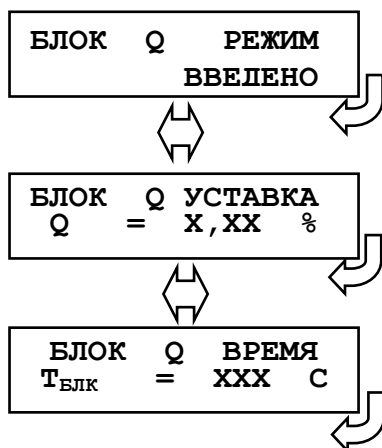 БЛОК Q РЕЖИМ
ВВЕДЕНО
БЛОК Q УСТАВКА
Q = X,XX %
БЛОК Q ВРЕМЯ
TБЛК = XXX С